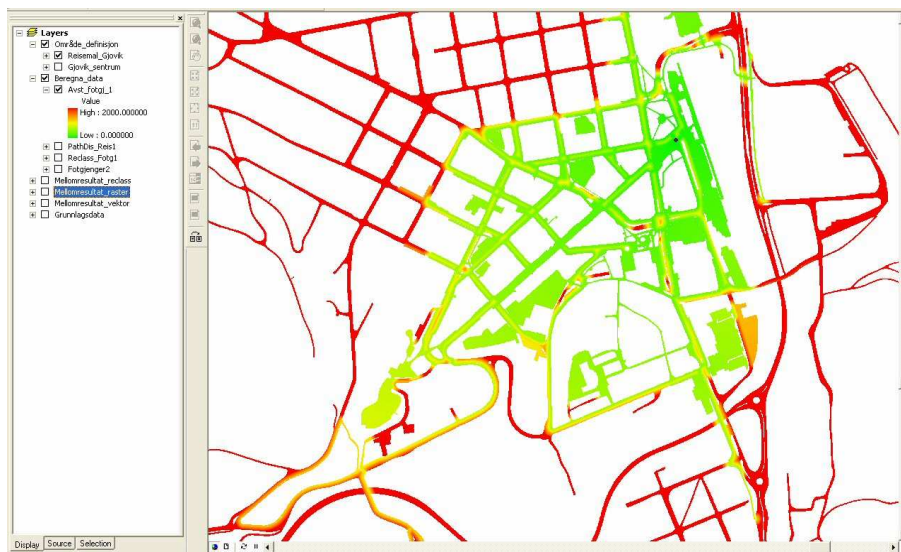 Layers
Område_definisjon
Reisemal_Gjovik
Gjovik_sentrum
Beregna_data
Avst_fotgj_1
Value
High : 2000.000000
Low : 0.000000
PathDis_Reis1
Reclass_Fotg1
Fotgjenger2
Mellomresultat_reclass
Mellomresultat_raster
Mellomresultat_vektor
Grunnlagsdata
Display Source Selection